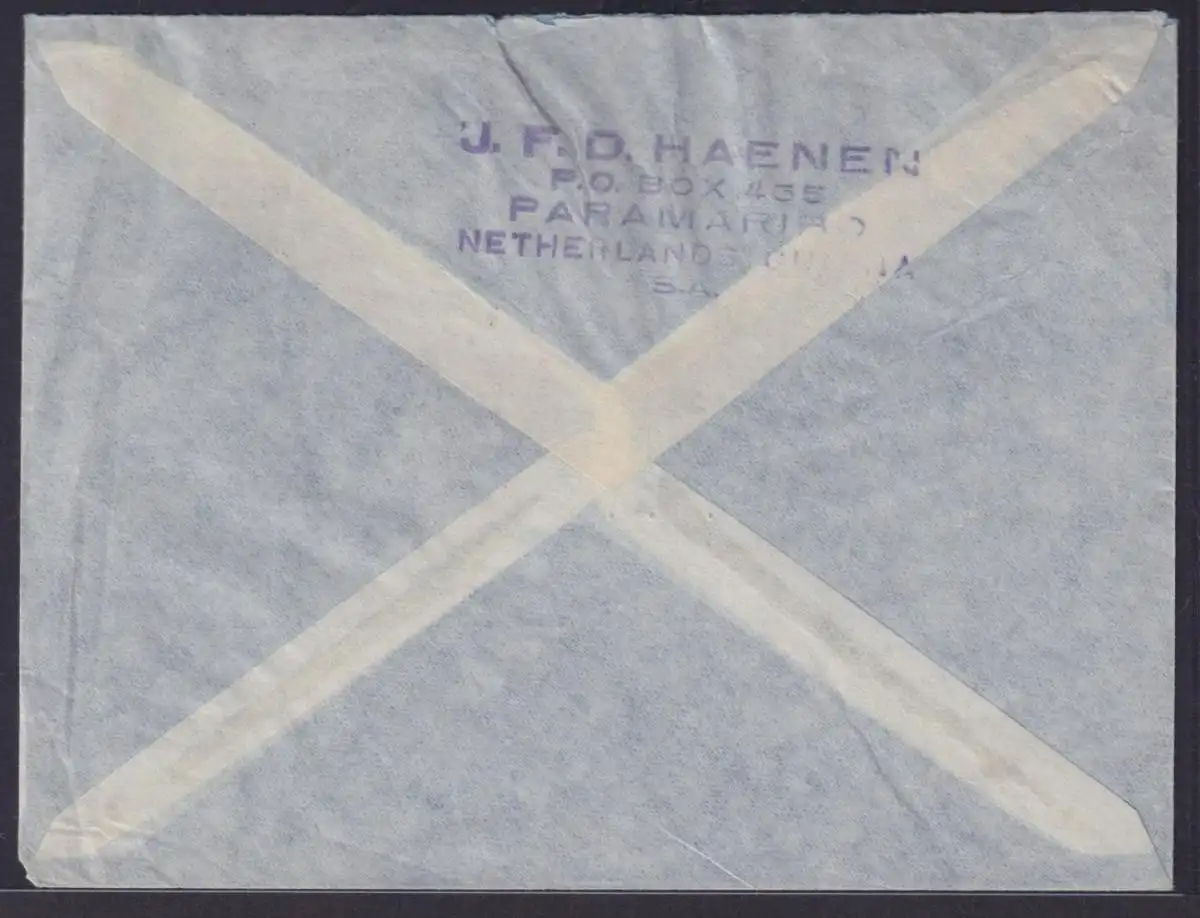 J. F. D. HAENEN
P.O. BOX 435
PARAMARIBO
NETHERLANDS GUIANA
S.A.